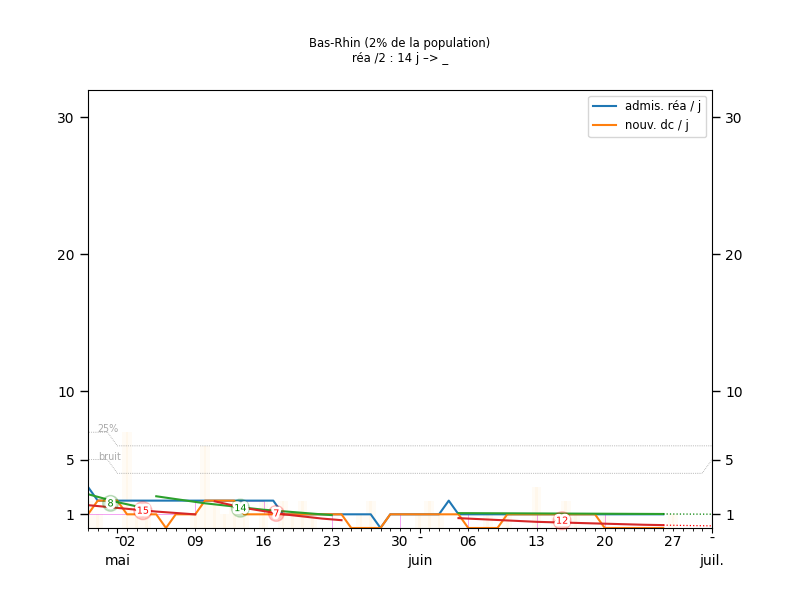 Bas-Rhin (2% de la population)
réa /2 : 14 j –> _
admis. réa / j
nouv. dc / j
30 30
20 20
10 10
25%
bruit
5 5
8 15 14 7 12
1 1
02 09 16 23 30 06 13 20 27
mai juin juil.